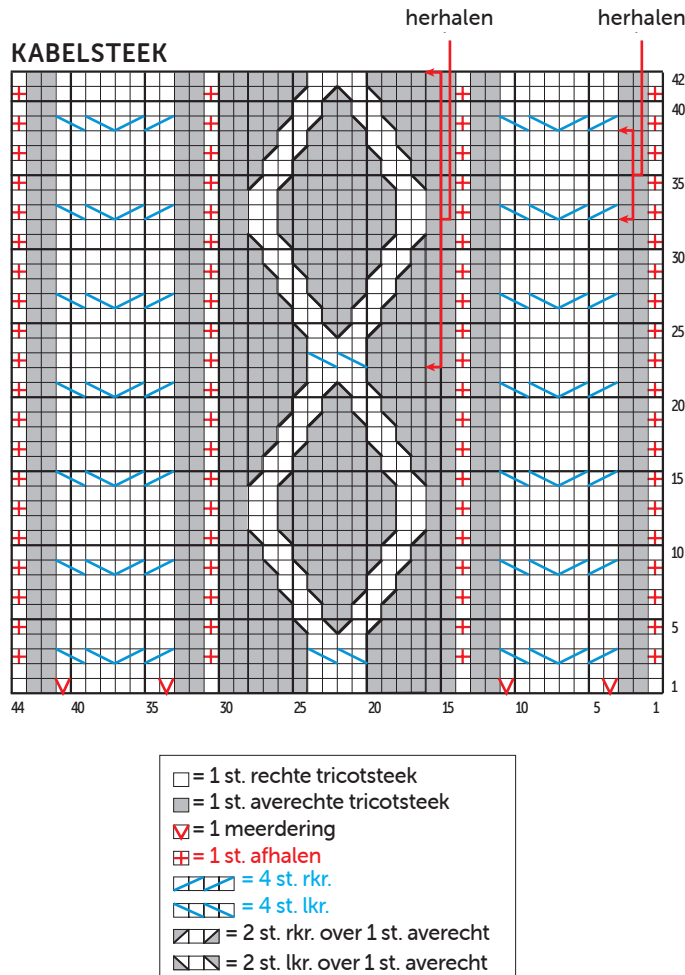 herhalen herhalen
KABELSTEEK
42
40
35
30
25
20
15
10
5
1
44 40 35 30 25 20 15 10 5 1
= 1 st. rechte tricotsteek
= 1 st. averechte tricotsteek
= 1 meerdering
= 1 st. afhalen
= 4 st. rkr.
= 4 st. lkr.
= 2 st. rkr. over 1 st. averecht
= 2 st. lkr. over 1 st. averecht